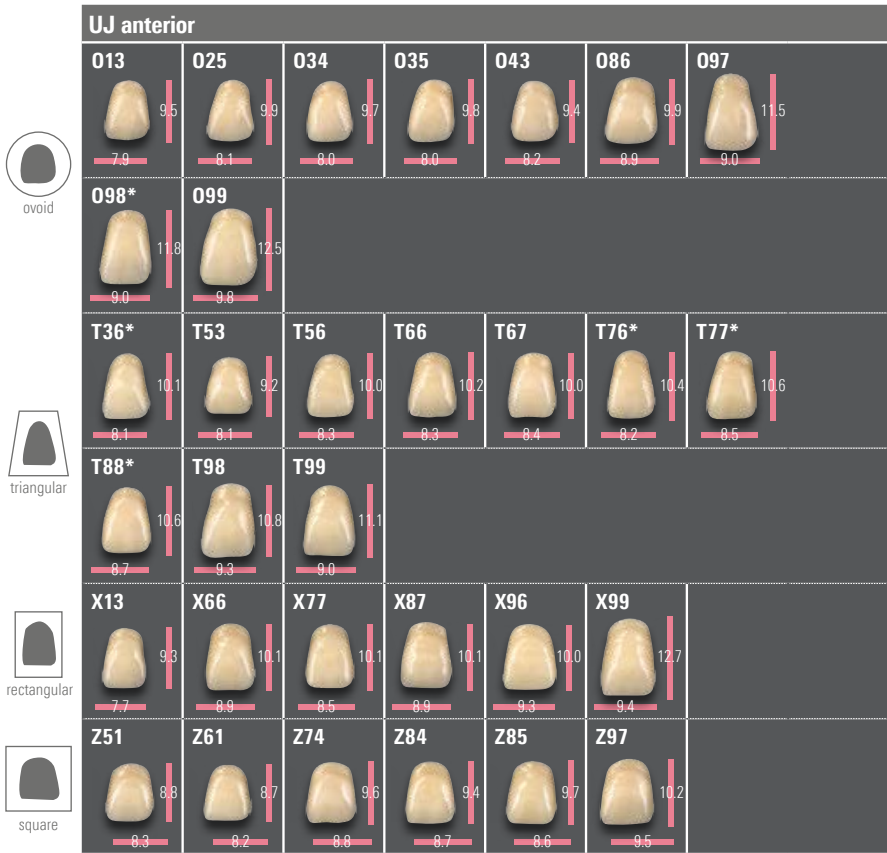 UJ anterior
O13 O25 O34 O35 O43 O86 O97
9.5 9.9 9.7 9.8 9.4 9.9 11.5
7.9 8.1 8.0 8.0 8.2 8.9 9.0
ovoid
O98* O99
11.8 12.5
9.0 9.8
T36* T53 T56 T66 T67 T76* T77*
10.1 9.2 10.0 10.2 10.0 10.4 10.6
8.1 8.1 8.3 8.3 8.4 8.2 8.5
triangular
T88* T98 T99
10.6 10.8 11.1
8.7 9.3 9.0
X13 X66 X77 X87 X96 X99
9.3 10.1 10.1 10.1 10.0 12.7
rectangular
7.7 8.9 8.5 8.9 9.3 9.4
Z51 Z61 Z74 Z84 Z85 Z97
8.8 8.7 9.6 9.4 9.7 10.2
square
8.3 8.2 8.8 8.7 8.6 9.5